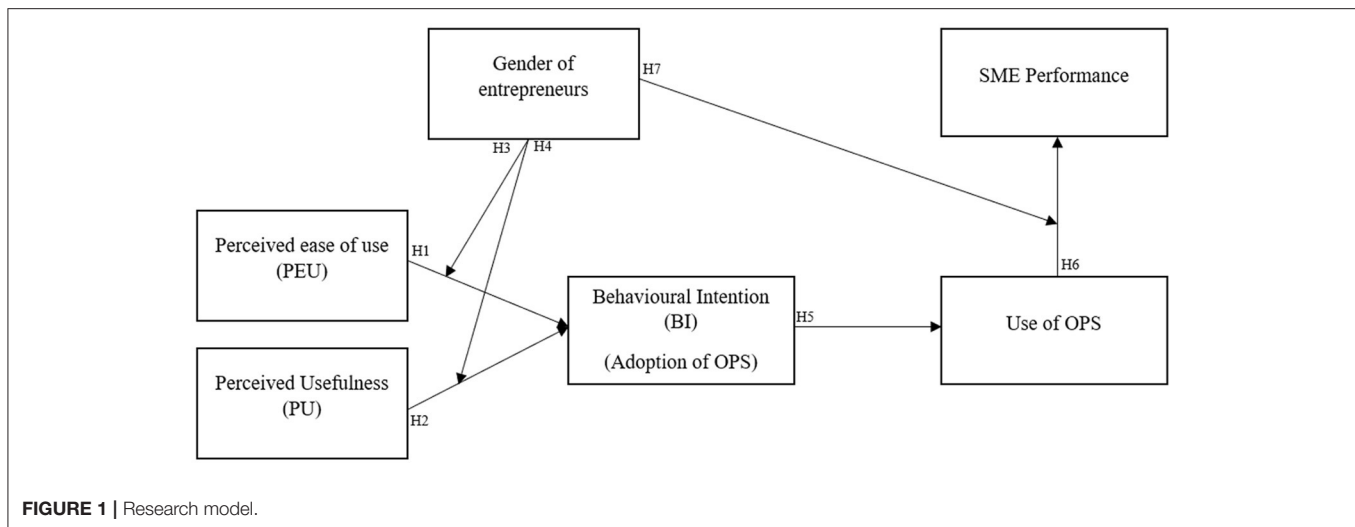 Gender of
entrepreneurs
H7
SME Performance
H3
H4
Perceived ease of use
(PEU)
H1
Behavioural Intention
(BI)
(Adoption of OPS)
H5
H6
Use of OPS
Perceived Usefulness
(PU)
H2
FIGURE 1 | Research model.